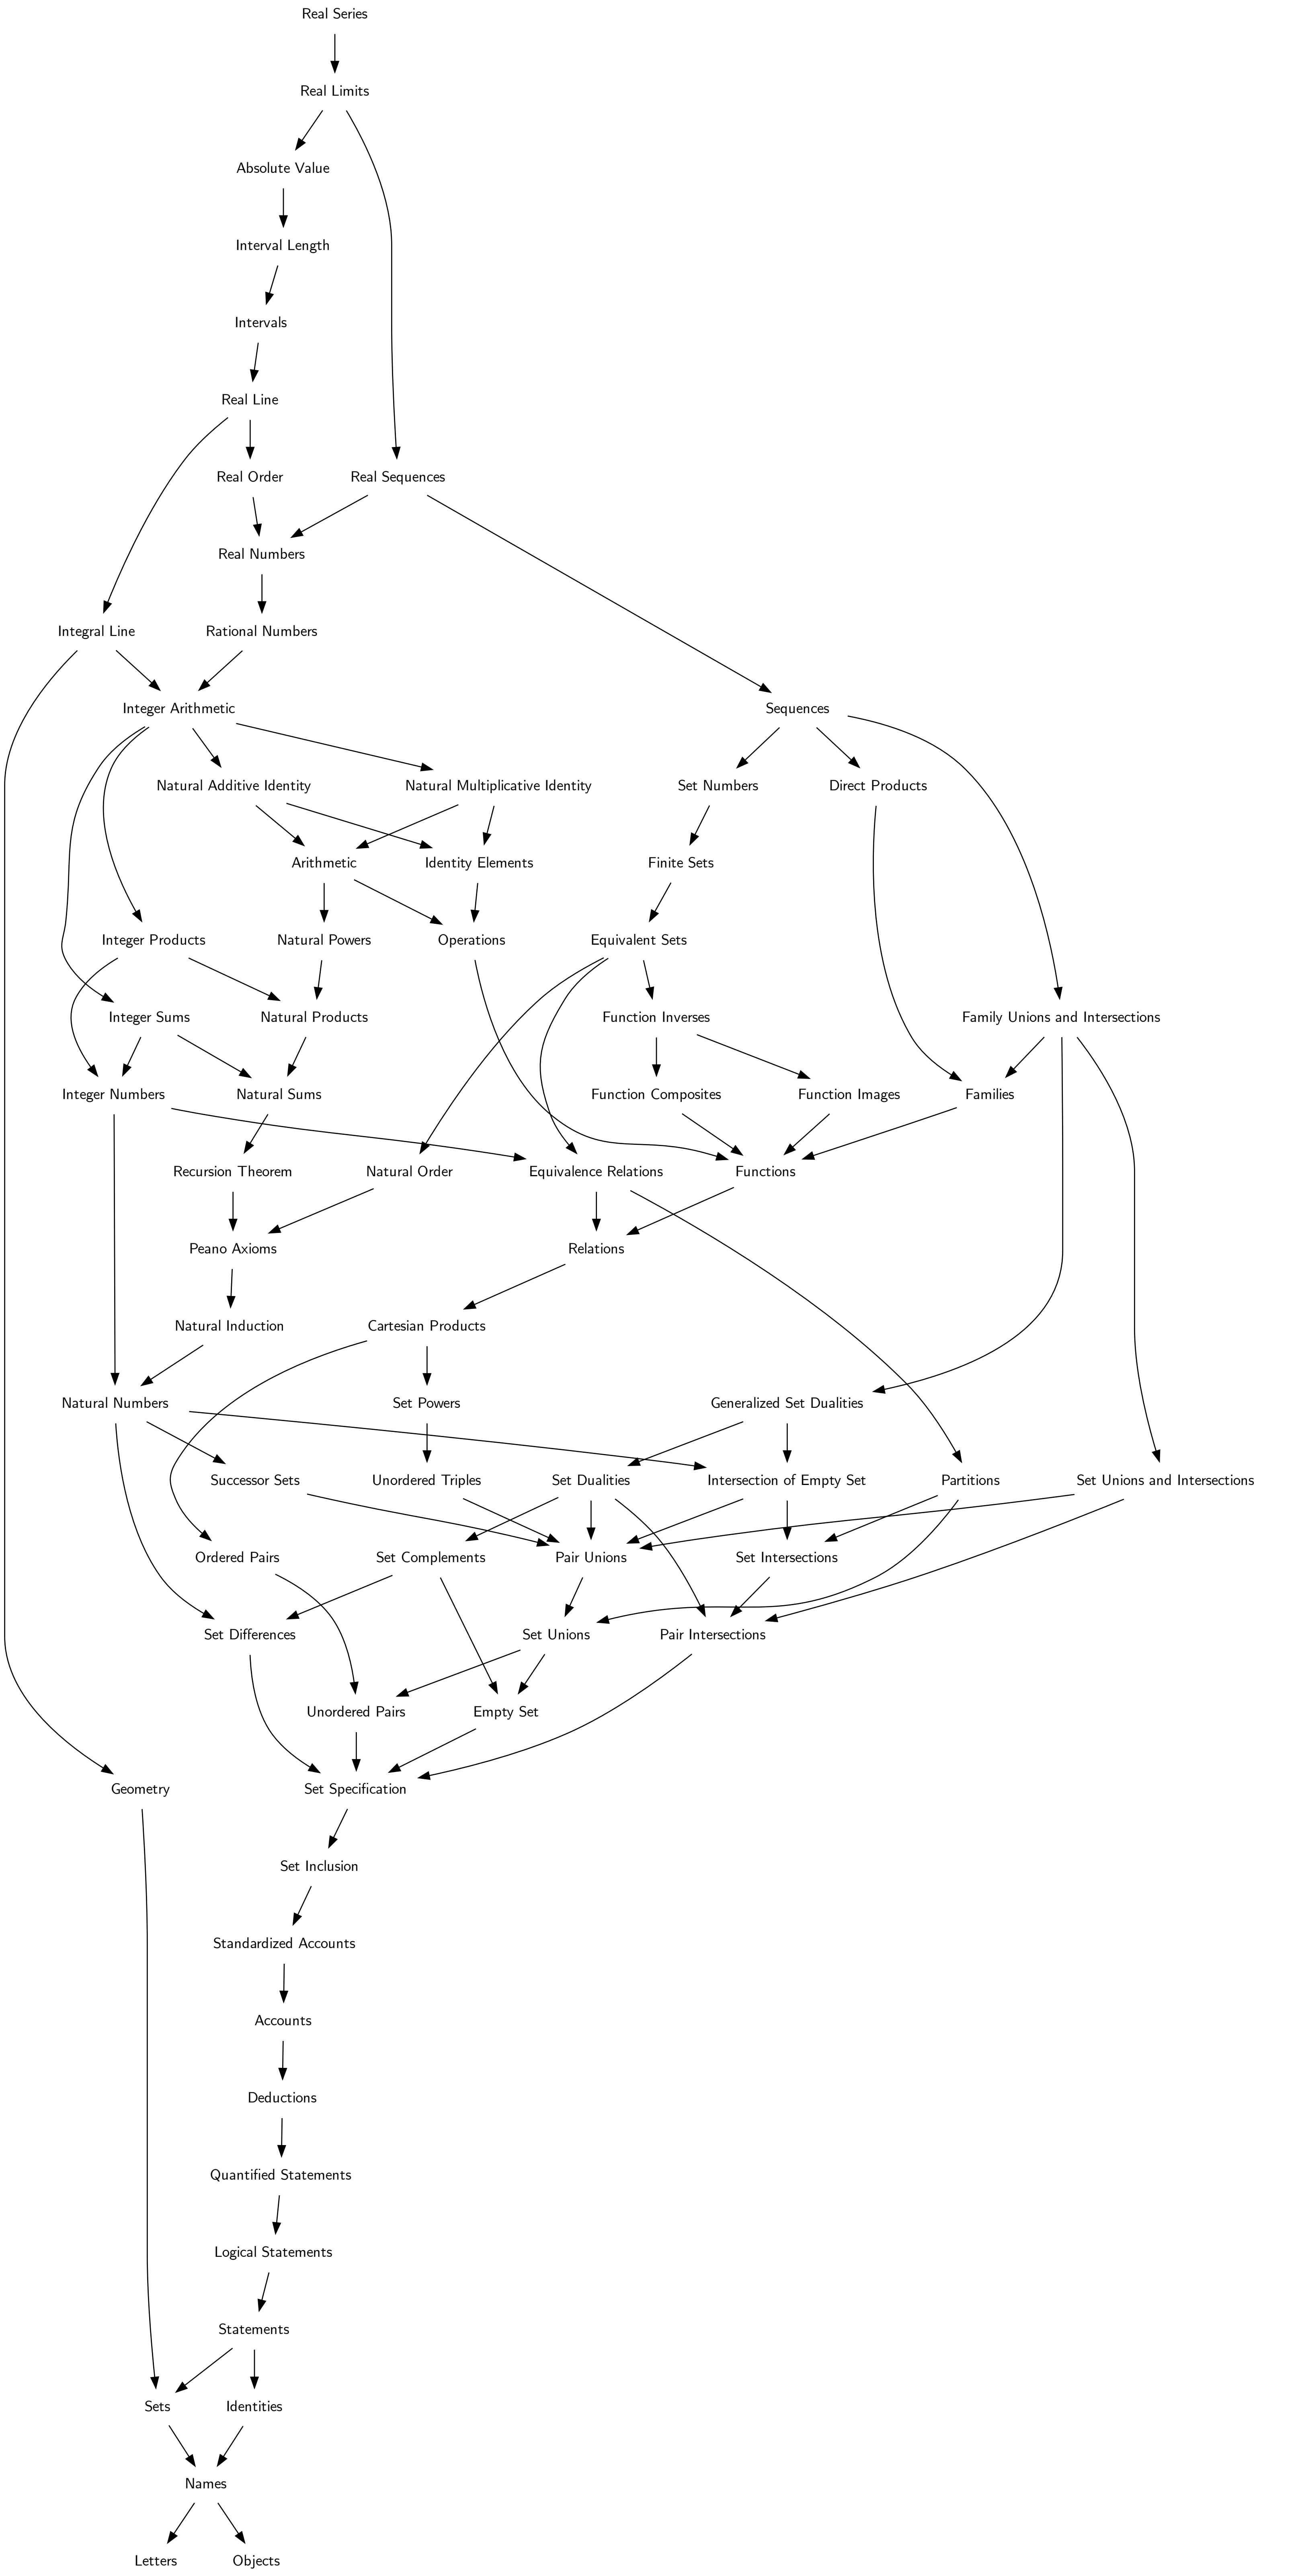 Real Series
Real Limits
Absolute Value
Interval Length
Intervals
Real Line
Real Order
Real Sequences
Real Numbers
Integral Line
Rational Numbers
Integer Arithmetic
Sequences
Natural Additive Identity
Natural Multiplicative Identity
Set Numbers
Direct Products
Arithmetic
Identity Elements
Finite Sets
Integer Products
Natural Powers
Operations
Equivalent Sets
Integer Sums
Natural Products
Function Inverses
Family Unions and Intersections
Integer Numbers
Natural Sums
Function Composites
Function Images
Families
Recursion Theorem
Natural Order
Equivalence Relations
Functions
Peano Axioms
Relations
Natural Induction
Cartesian Products
Natural Numbers
Set Powers
Generalized Set Dualities
Successor Sets
Unordered Triples
Set Dualities
Intersection of Empty Set
Partitions
Set Unions and Intersections
Ordered Pairs
Set Complements
Pair Unions
Set Intersections
Set Differences
Set Unions
Pair Intersections
Unordered Pairs
Empty Set
Geometry
Set Specification
Set Inclusion
Standardized Accounts
Accounts
Deductions
Quantified Statements
Logical Statements
Statements
Sets
Identities
Names
Letters
Objects